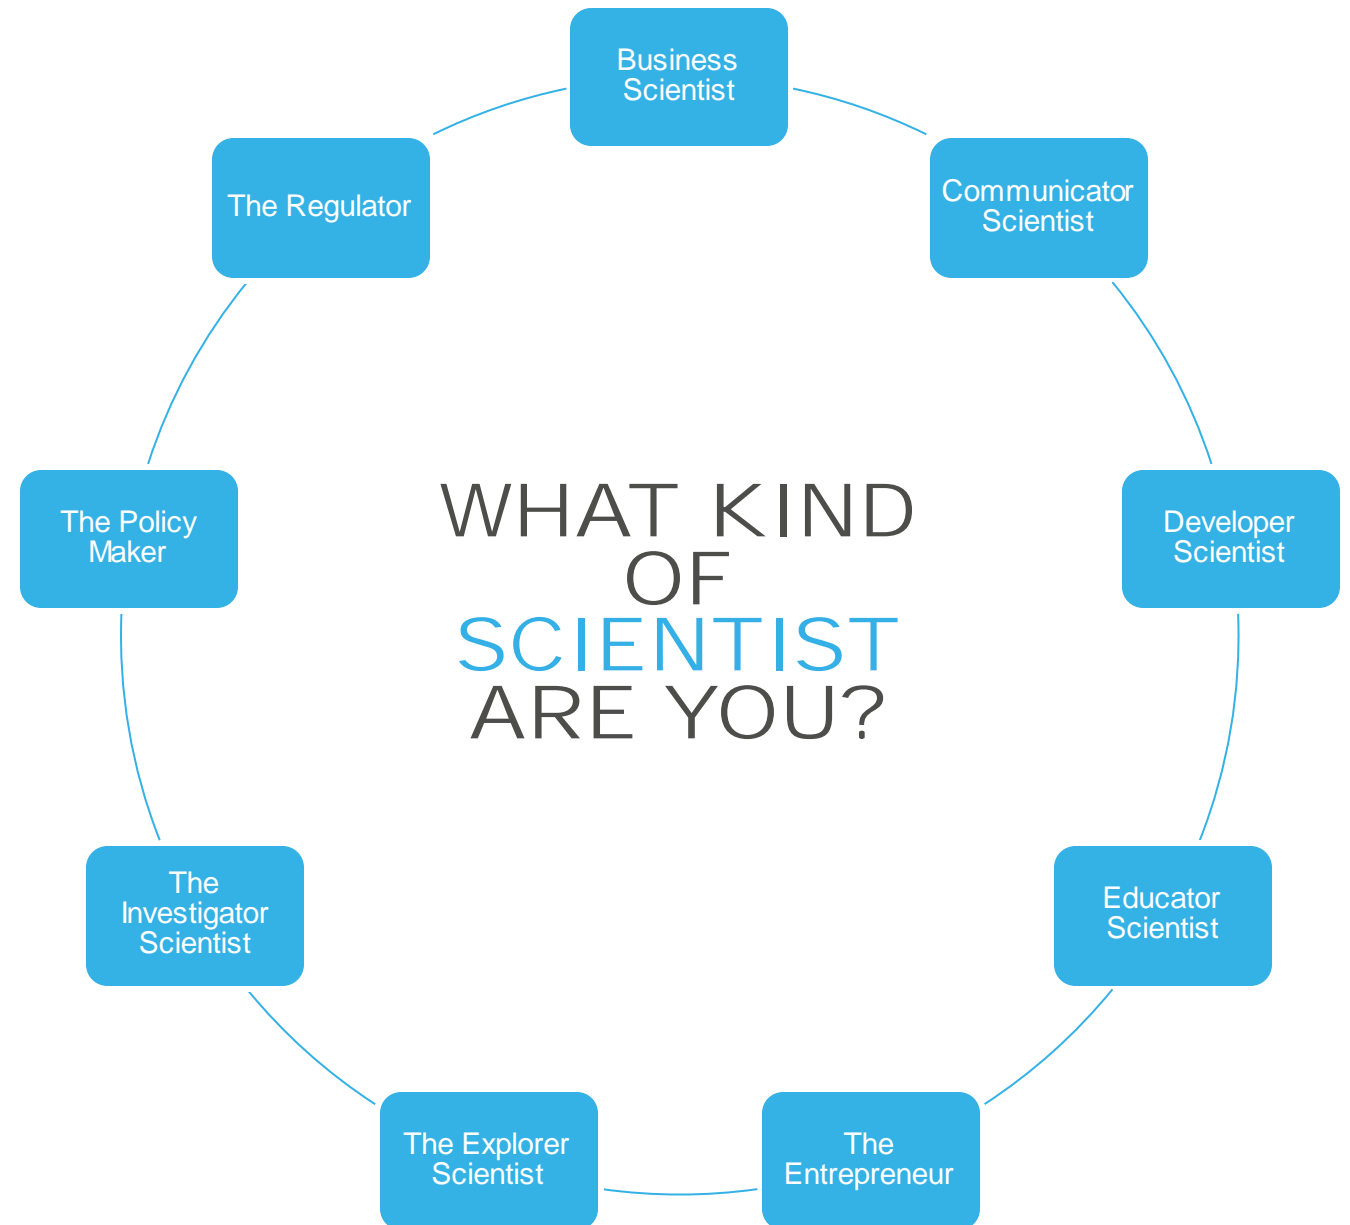 Business
Scientist
Communicator
Scientist
Developer
Scientist
Educator
Scientist
The
Entrepreneur
The Explorer
Scientist
The
Investigator
Scientist
The Policy
Maker
The Regulator
WHAT KIND
OF
SCIENTIST
ARE YOU?